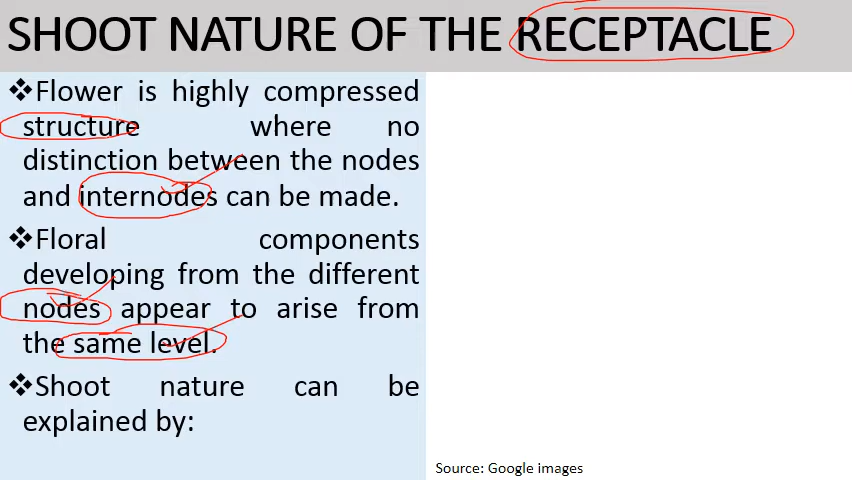 SHOOT NATURE OF THE RECEPTACLE
❖Flower is highly compressed
structure where no
distinction between the nodes
and internodes can be made.
❖Floral components
developing from the different
nodes appear to arise from
the same level.
❖Shoot nature can be
explained by:
Source: Google images